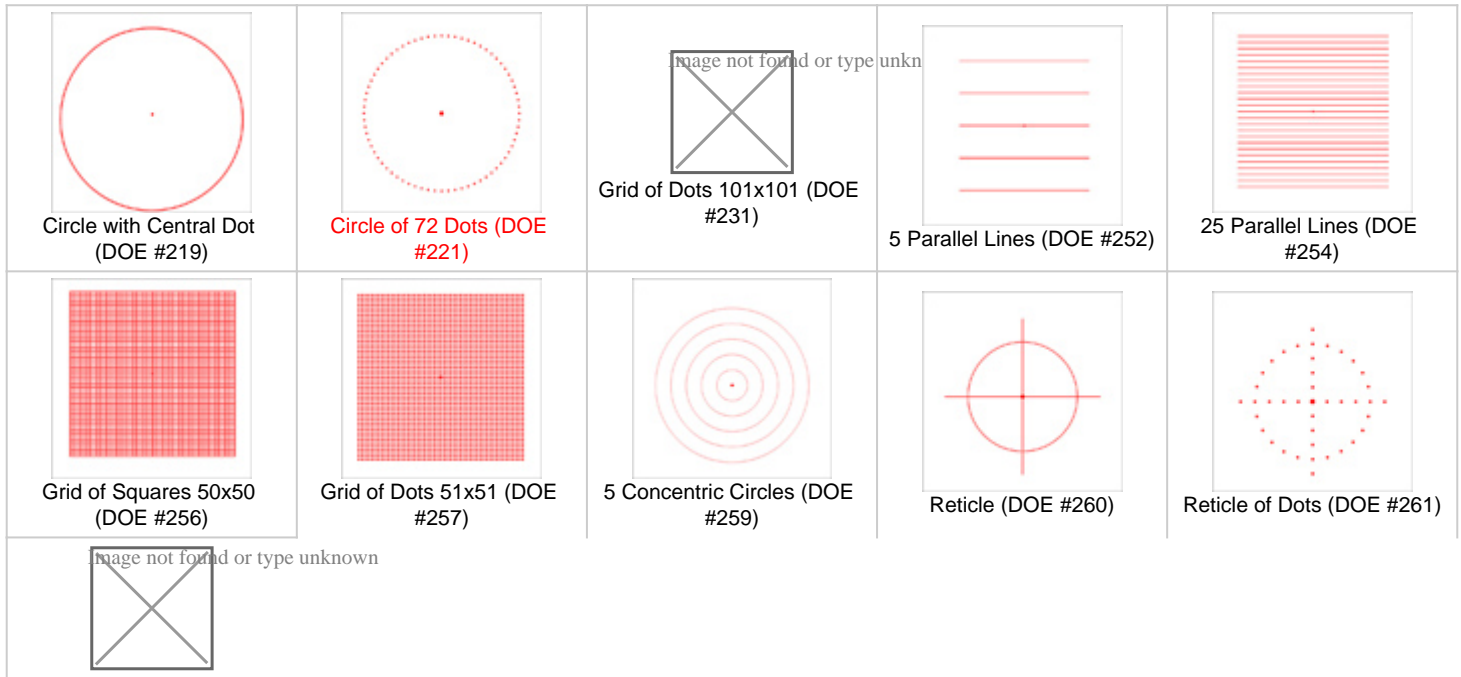 Circle with Central Dot
(DOE #219)
Circle of 72 Dots (DOE
#221)
Image not found or type unkn
Grid of Dots 101x101 (DOE
#231)
5 Parallel Lines (DOE #252)
25 Parallel Lines (DOE
#254)
Grid of Squares 50x50
(DOE #256)
Grid of Dots 51x51 (DOE
#257)
5 Concentric Circles (DOE
#259)
Reticle (DOE #260)
Reticle of Dots (DOE #261)
Image not found or type unknown